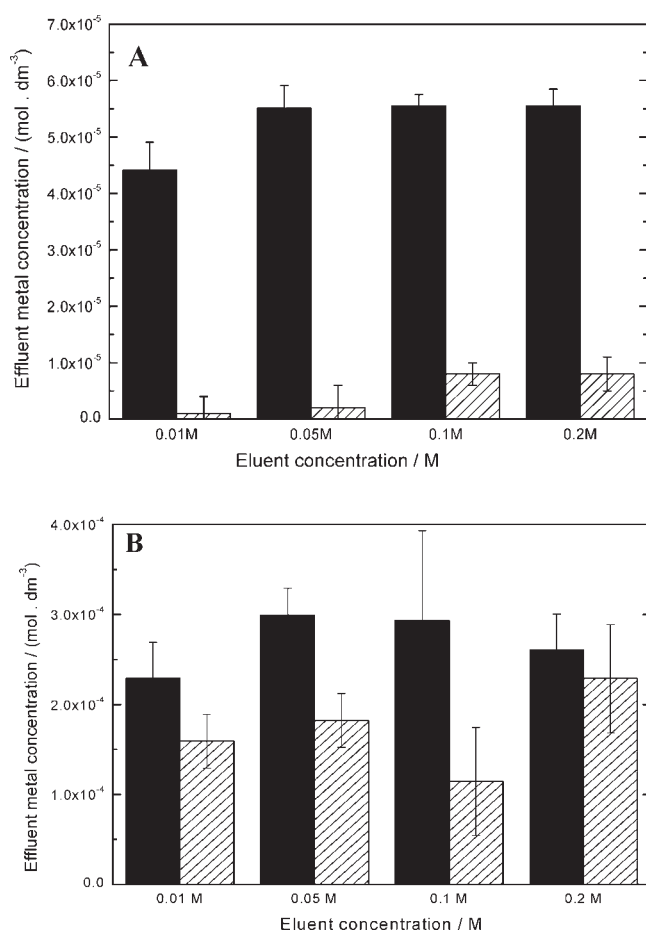 A
Effluent metal concentration / (mol . dm⁻³)
7.0x10⁻⁵
6.0x10⁻⁵
5.0x10⁻⁵
4.0x10⁻⁵
3.0x10⁻⁵
2.0x10⁻⁵
1.0x10⁻⁵
0.0
0.01M 0.05M 0.1M 0.2M
Eluent concentration / M
B
Effluent metal concentration / (mol . dm⁻³)
4.0x10⁻⁴
3.0x10⁻⁴
2.0x10⁻⁴
1.0x10⁻⁴
0.0
0.01 M 0.05 M 0.1 M 0.2 M
Eluent concentration / M